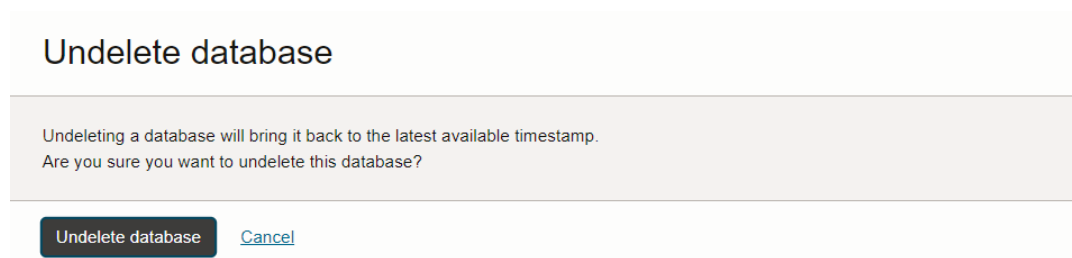 Undelete database
Undeleting a database will bring it back to the latest available timestamp.
Are you sure you want to undelete this database?
Undelete database Cancel